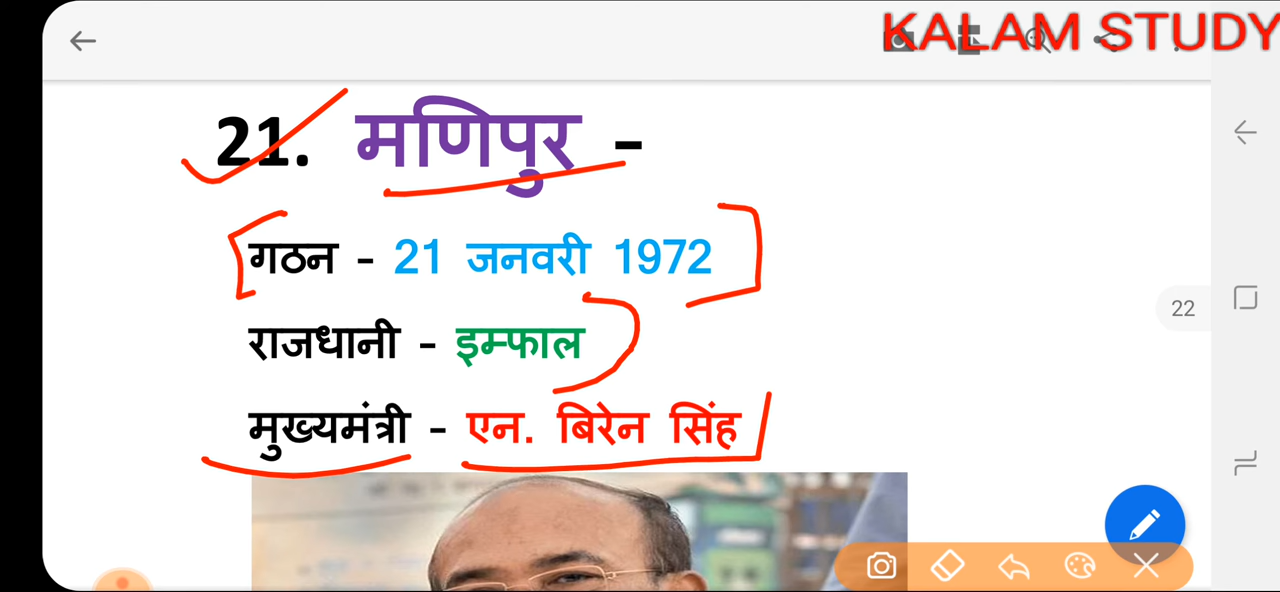 KALAM STUDY
21. मणिपुर -
गठन - 21 जनवरी 1972
22
राजधानी - इम्फाल
मुख्यमंत्री - एन. बिरेन सिंह